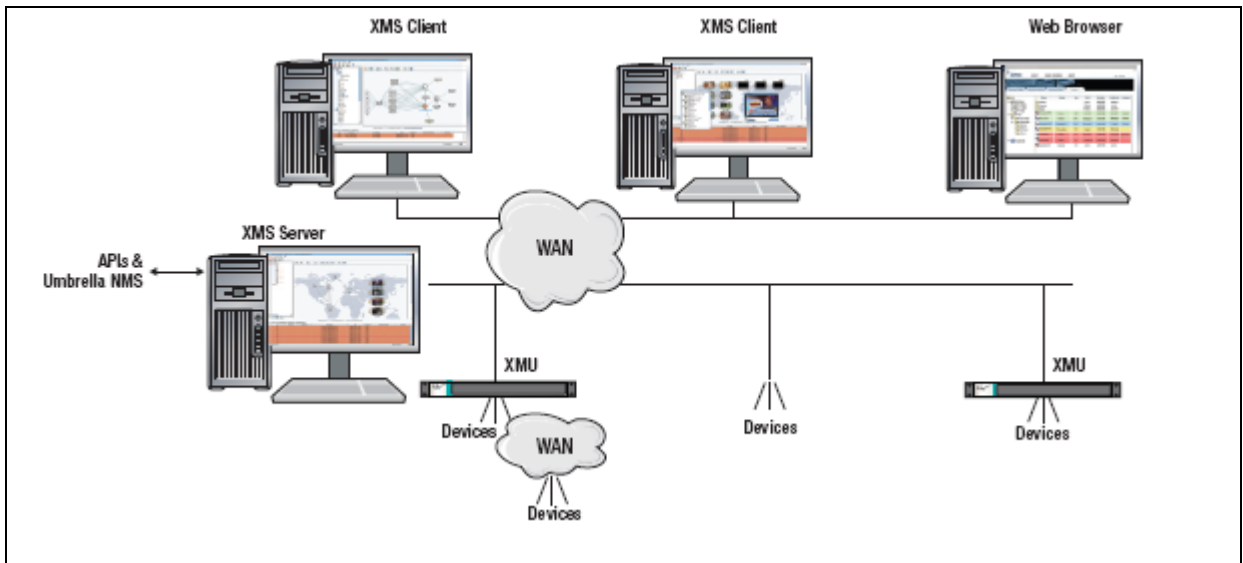 XMS Client
XMS Client
Web Browser
WAN
XMS Server
APIs &
Umbrella NMS
XMU
XMU
Devices
WAN
Devices
Devices
Devices